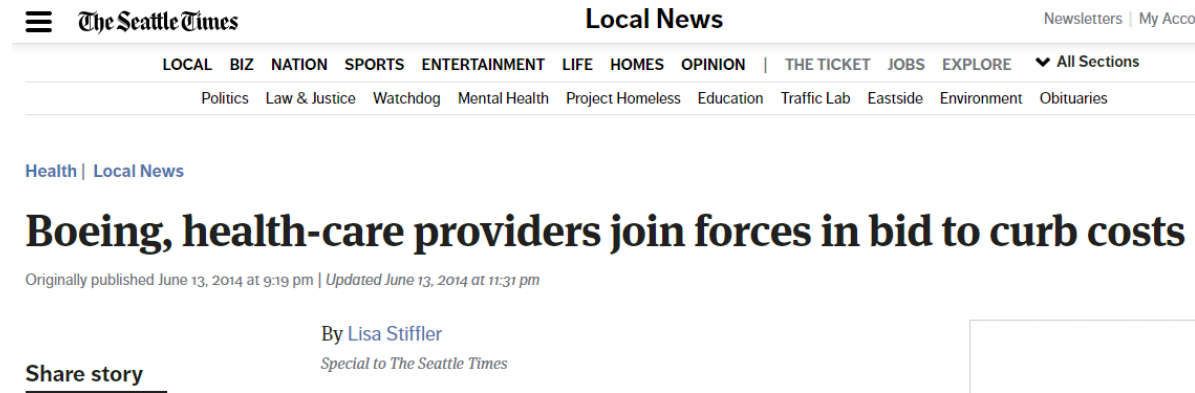 The Seattle Times Local News Newsletters | My Acco
LOCAL BIZ NATION SPORTS ENTERTAINMENT LIFE HOMES OPINION | THE TICKET JOBS EXPLORE All Sections
Politics Law & Justice Watchdog Mental Health Project Homeless Education Traffic Lab Eastside Environment Obituaries
Health | Local News
Boeing, health-care providers join forces in bid to curb costs
Originally published June 13, 2014 at 9:19 pm | Updated June 13, 2014 at 11:31 pm
By Lisa Stiffler
Special to The Seattle Times
Share story